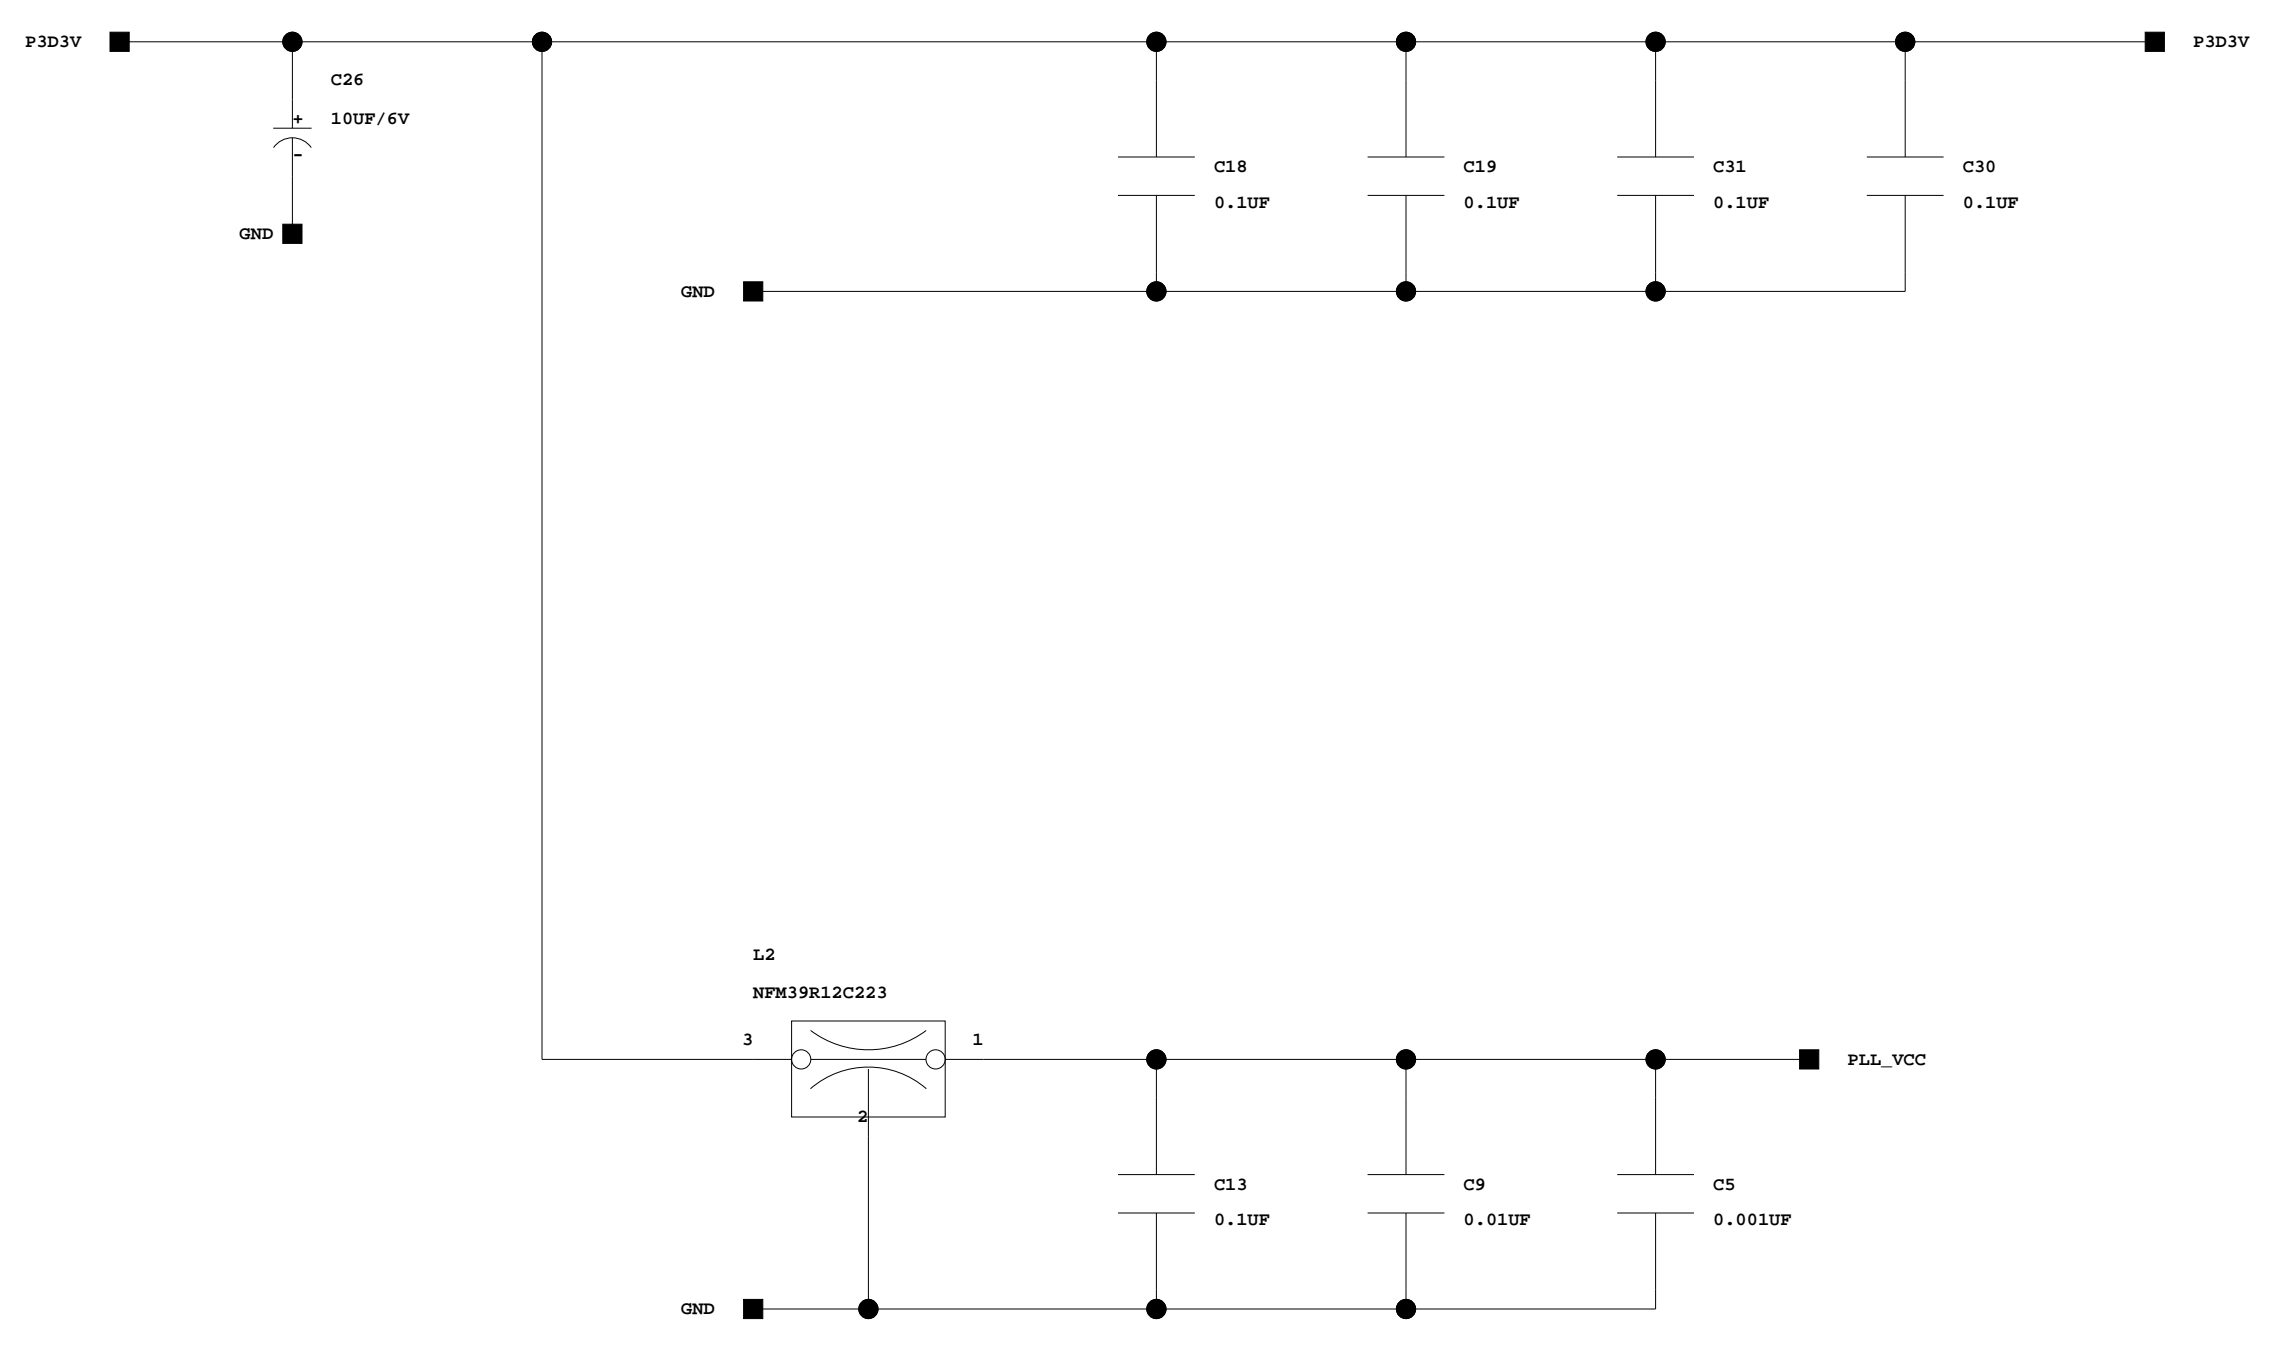 P3D3V
P3D3V
C26
+
10UF/6V
-
GND
C18
0.1UF
C19
0.1UF
C31
0.1UF
C30
0.1UF
GND
L2
NFM39R12C223
3
1
2
PLL_VCC
C13
0.1UF
C9
0.01UF
C5
0.001UF
GND